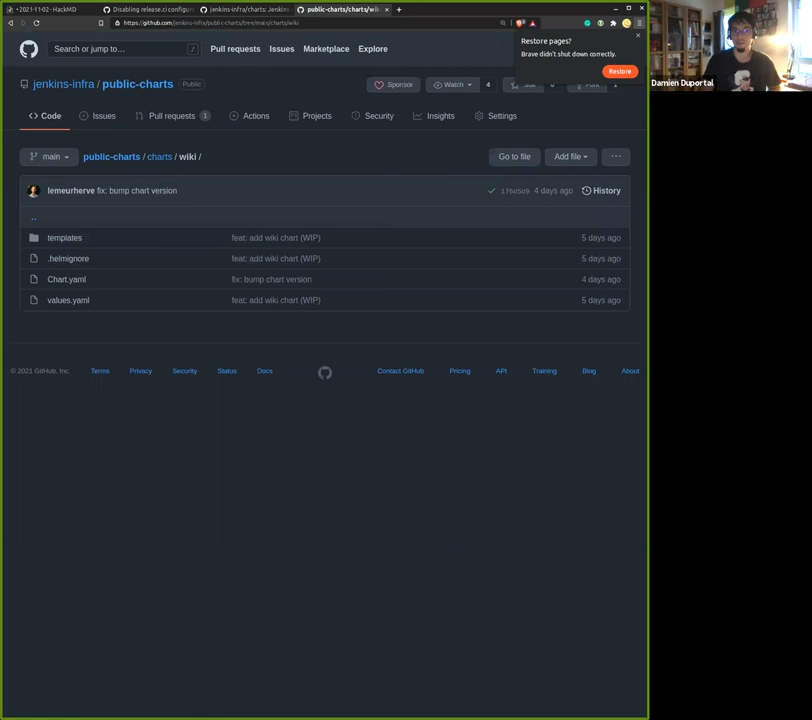 •2021-11-02 - HackMD
Disabling release.ci configur
jenkins-infra/charts: Jenkins
public-charts/charts/wiki
https://github.com/jenkins-infra/public-charts/tree/main/charts/wiki
Search or jump to…
/
Pull requests
Issues
Marketplace
Explore
Restore pages?
Brave didn't shut down correctly.
Restore
Damien Duportal
jenkins-infra / public-charts
Public
Sponsor
Watch
4
Code
Issues
Pull requests
1
Actions
Projects
Security
Insights
Settings
main
public-charts / charts / wiki /
Go to file
Add file
lemeurherve fix: bump chart version
4 days ago
History
..
templates
feat: add wiki chart (WIP)
5 days ago
.helmignore
feat: add wiki chart (WIP)
5 days ago
Chart.yaml
fix: bump chart version
4 days ago
values.yaml
feat: add wiki chart (WIP)
5 days ago
© 2021 GitHub, Inc.
Terms
Privacy
Security
Status
Docs
Contact GitHub
Pricing
API
Training
Blog
About